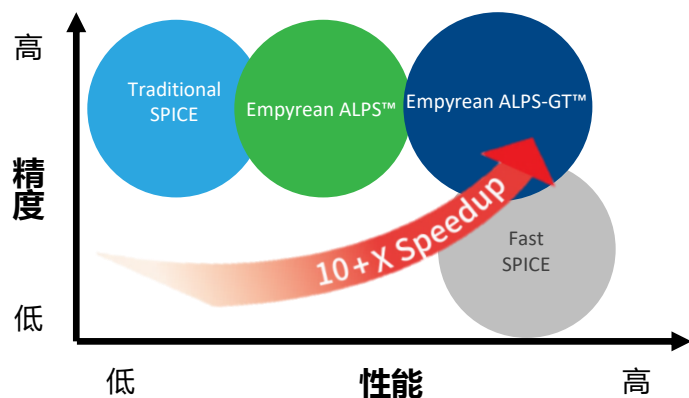 高
Traditional
SPICE
Empyrean ALPS™
Empyrean ALPS-GT™
精度
10+X Speedup
Fast
SPICE
低
低
性能
高